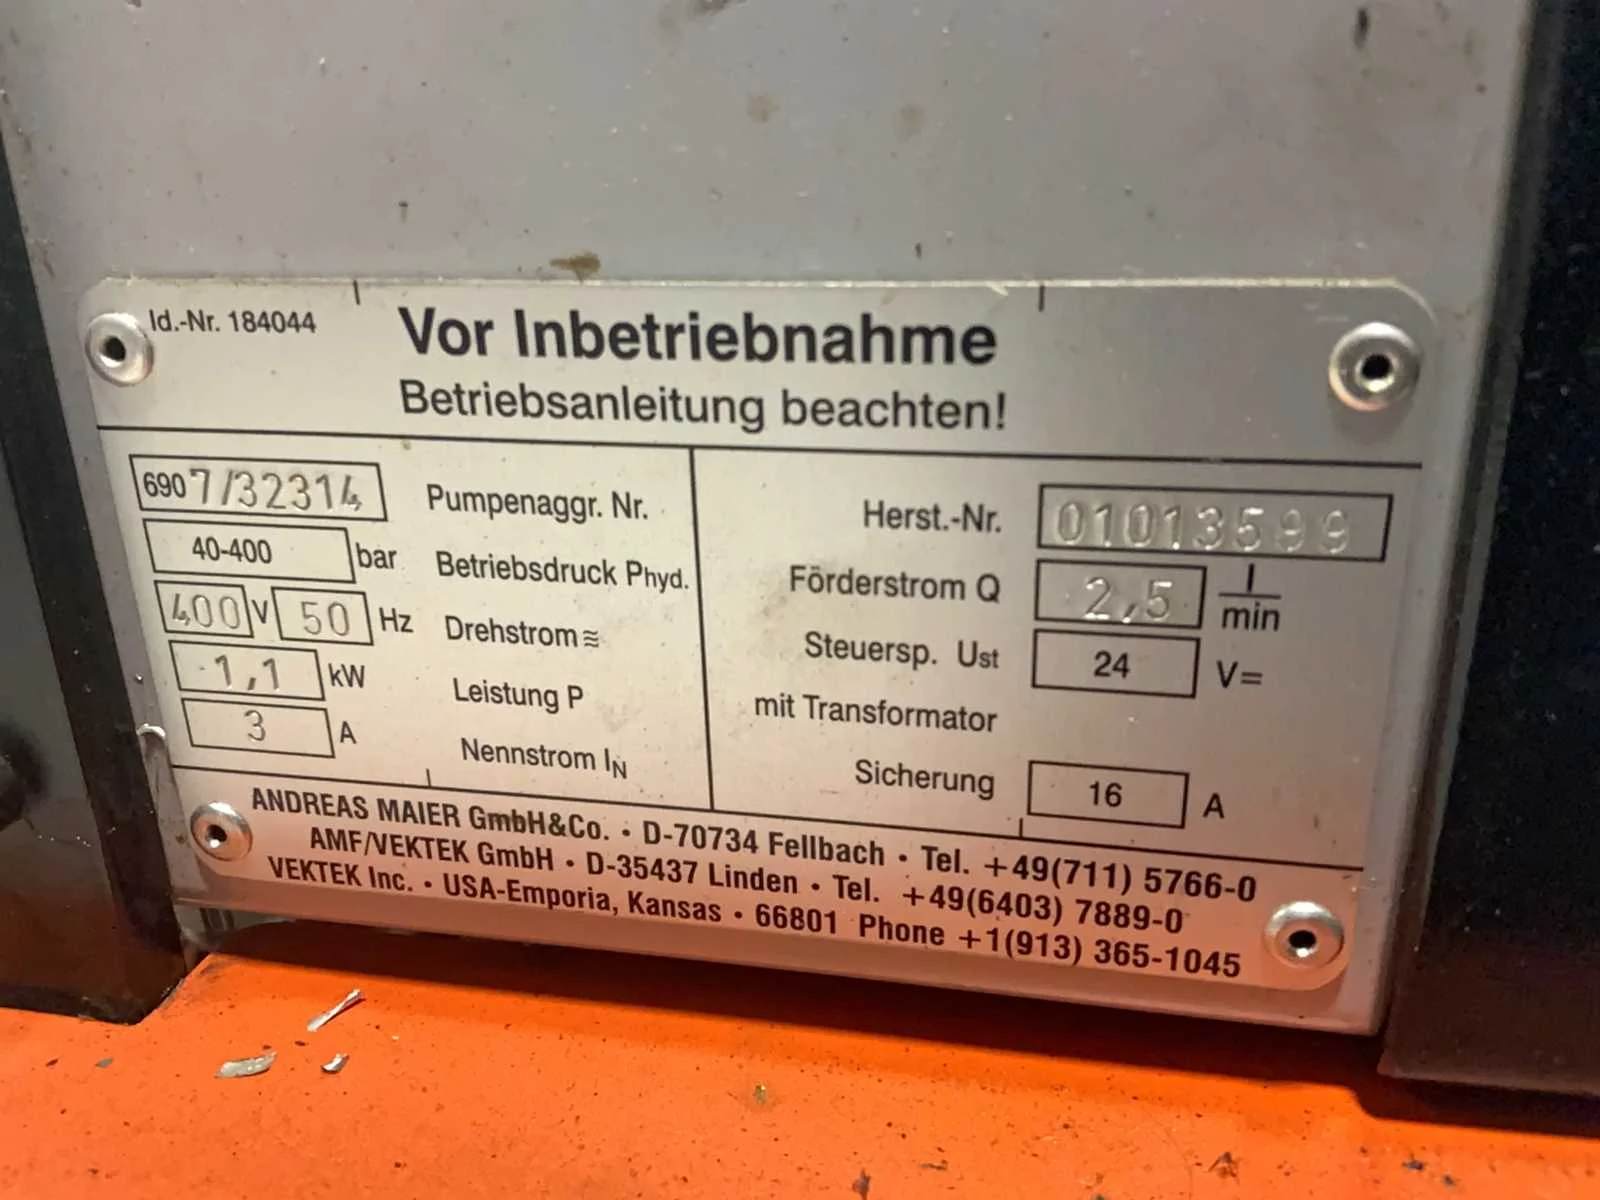 Id.-Nr. 184044
Vor Inbetriebnahme
Betriebsanleitung beachten!
6907/32314 Pumpenaggr. Nr.
40-400 bar Betriebsdruck Phyd.
400 V 50 Hz Drehstrom≋
1,1 kW Leistung P
3 A Nennstrom IN
Herst.-Nr. 01013599
Förderstrom Q 2,5 l/min
Steuersp. Ust 24 V=
mit Transformator
Sicherung 16 A
ANDREAS MAIER GmbH&Co. • D-70734 Fellbach • Tel. +49(711) 5766-0
AMF/VEKTEK GmbH • D-35437 Linden • Tel. +49(6403) 7889-0
VEKTEK Inc. • USA-Emporia, Kansas • 66801 Phone +1(913) 365-1045